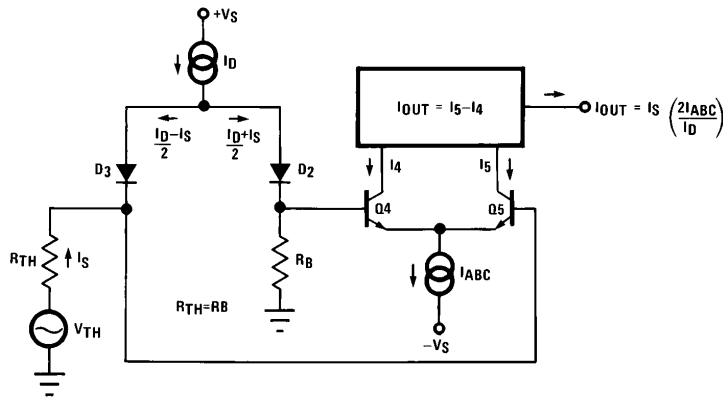 +VS
ID
ID/2 − IS
ID/2 + IS
D3
D2
IOUT = I5–I4
IOUT = IS (2IABC/ID)
I4
I5
Q4
Q5
RTH
IS
RB
IABC
RTH=RB
VTH
−VS